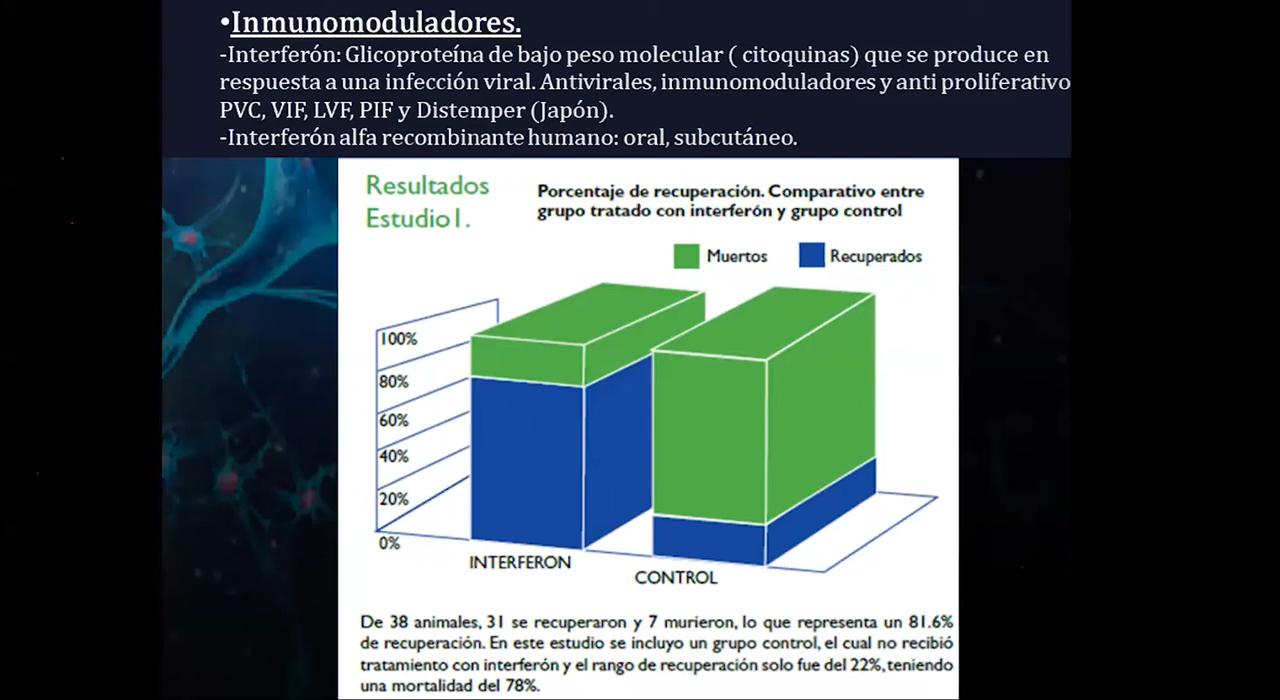 •Inmunomoduladores.
-Interferón: Glicoproteína de bajo peso molecular ( citoquinas) que se produce en
respuesta a una infección viral. Antivirales, inmunomoduladores y anti proliferativo
PVC, VIF, LVF, PIF y Distemper (Japón).
-Interferón alfa recombinante humano: oral, subcutáneo.
Resultados
Estudio1.
Porcentaje de recuperación. Comparativo entre
grupo tratado con interferón y grupo control
Muertos
Recuperados
100%
80%
60%
40%
20%
0%
INTERFERON
CONTROL
De 38 animales, 31 se recuperaron y 7 murieron, lo que representa un 81.6%
de recuperación. En este estudio se incluyo un grupo control, el cual no recibió
tratamiento con interferón y el rango de recuperación solo fue del 22%, teniendo
una mortalidad del 78%.